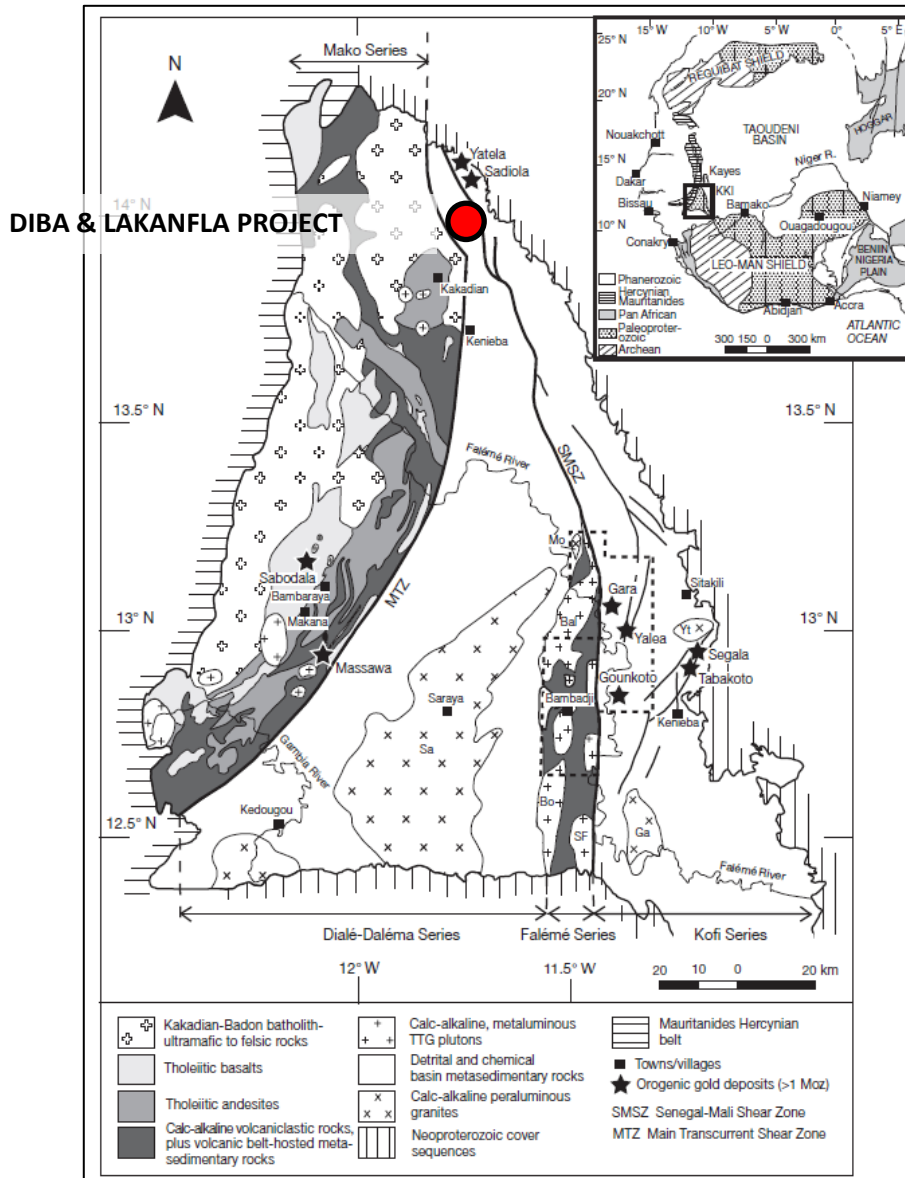 Mako Series
N
14° N
DIBA & LAKANFLA PROJECT
Yatela
Sadiola
Kakadian
Kenieba
13.5° N
13.5° N
Falémé River
SMSZ
MTZ
Mo
Sabodala
Bambaraya
Makana
Massawa
Gara
Sitakili
13° N
13° N
Bal
Yalea
Yt
Segala
Tabakoto
Gounkoto
Saraya
Bambadji
Kenieba
Sa
Gambia River
Kedougou
12.5° N
Bo
SF
Ga
Falémé River
Dialé-Daléma Series
Falémé Series
Kofi Series
12° W
11.5° W
20 10 0 20 km
15° W 10° W 5° W 0° 5° E
25° N
REGUIBAT SHIELD
20° N
TAOUDENI
BASIN
HOGGAR
Nouakchott
15° N
Niger R.
Kayes
Dakar
KKI
Niamey
Bissau
Bamako
10° N
Ouagadougou
Conakry
LEO-MAN SHIELD
BENIN
NIGERIA
PLAIN
Abidjan
Accra
Phanerozoic
Hercynian
Mauritanides
Pan African
Paleoproter-
ozoic
Archean
ATLANTIC
OCEAN
300 150 0 300 km
Kakadian-Badon batholith-
ultramafic to felsic rocks
Tholeiitic basalts
Tholeiitic andesites
Calc-alkaline volcaniclastic rocks,
plus volcanic belt-hosted meta-
sedimentary rocks
Calc-alkaline, metaluminous
TTG plutons
Detrital and chemical
basin metasedimentary rocks
Calc-alkaline peraluminous
granites
Neoproterozoic cover
sequences
Mauritanides Hercynian
belt
Towns/villages
Orogenic gold deposits (>1 Moz)
SMSZ Senegal-Mali Shear Zone
MTZ Main Transcurrent Shear Zone